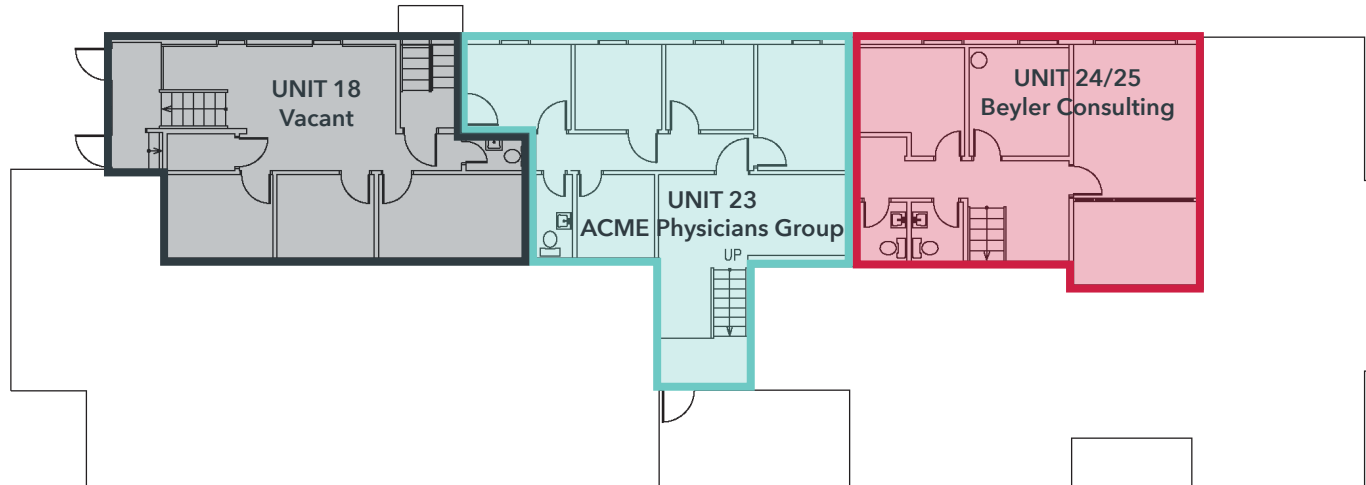 UNIT 18
Vacant
UNIT 23
ACME Physicians Group
UP
UNIT 24/25
Beyler Consulting